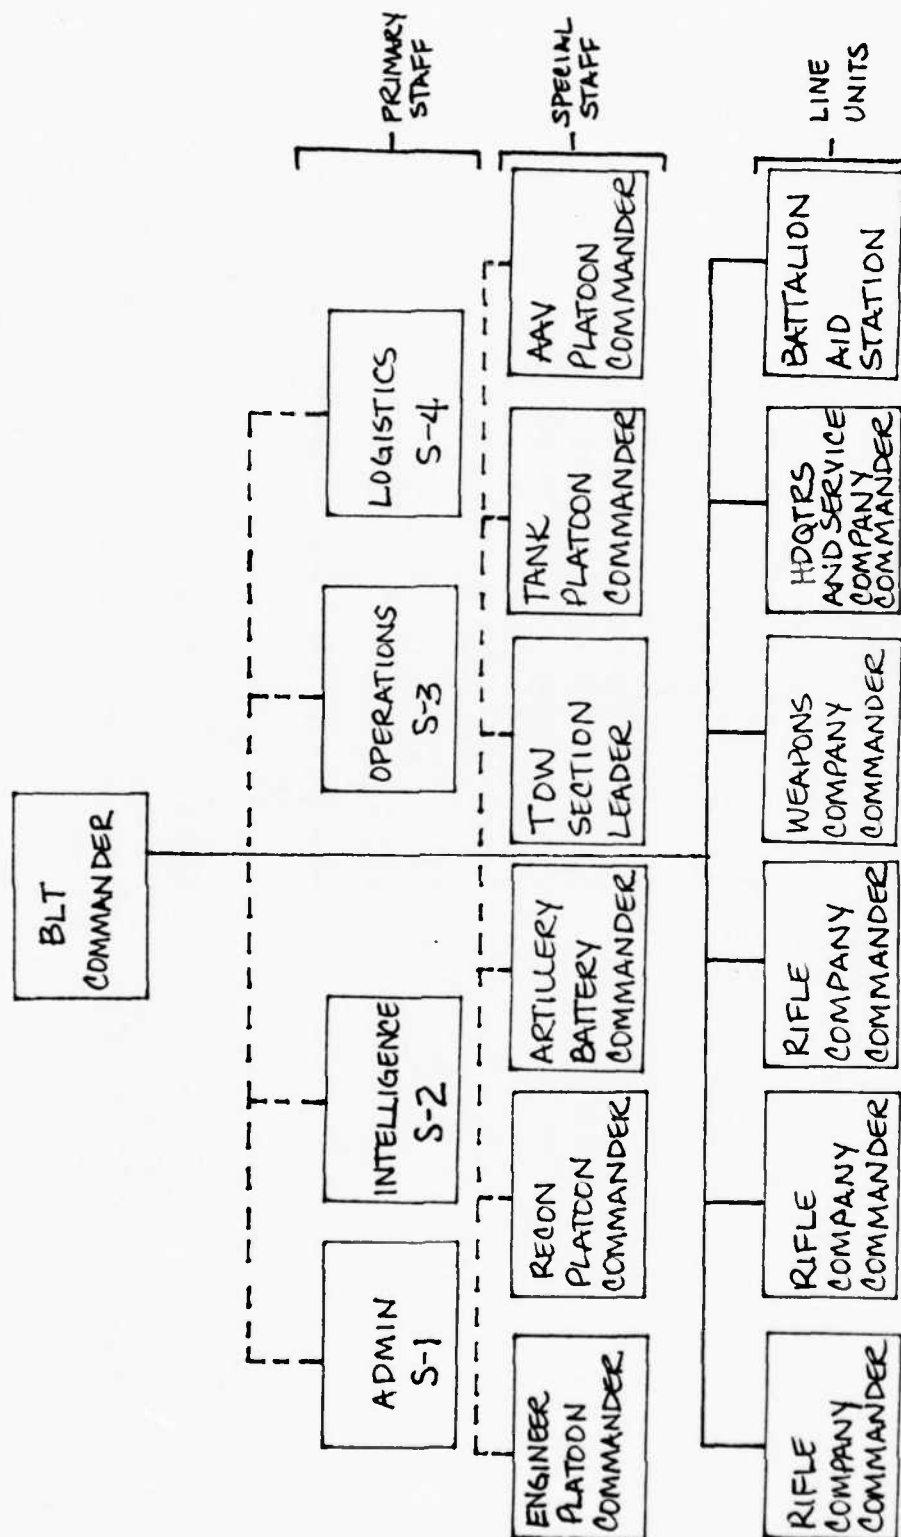 BLT
COMMANDER
ADMIN
S-1
INTELLIGENCE
S-2
OPERATIONS
S-3
LOGISTICS
S-4
PRIMARY
STAFF
ENGINEER
PLATOON
COMMANDER
RECON
PLATOON
COMMANDER
ARTILLERY
BATTERY
COMMANDER
TOW
SECTION
LEADER
TANK
PLATOON
COMMANDER
AAV
PLATOON
COMMANDER
SPECIAL
STAFF
RIFLE
COMPANY
COMMANDER
RIFLE
COMPANY
COMMANDER
RIFLE
COMPANY
COMMANDER
WEAPONS
COMPANY
COMMANDER
HDQTRS
AND SERVICE
COMPANY
COMMANDER
BATTALION
AID
STATION
LINE
UNITS